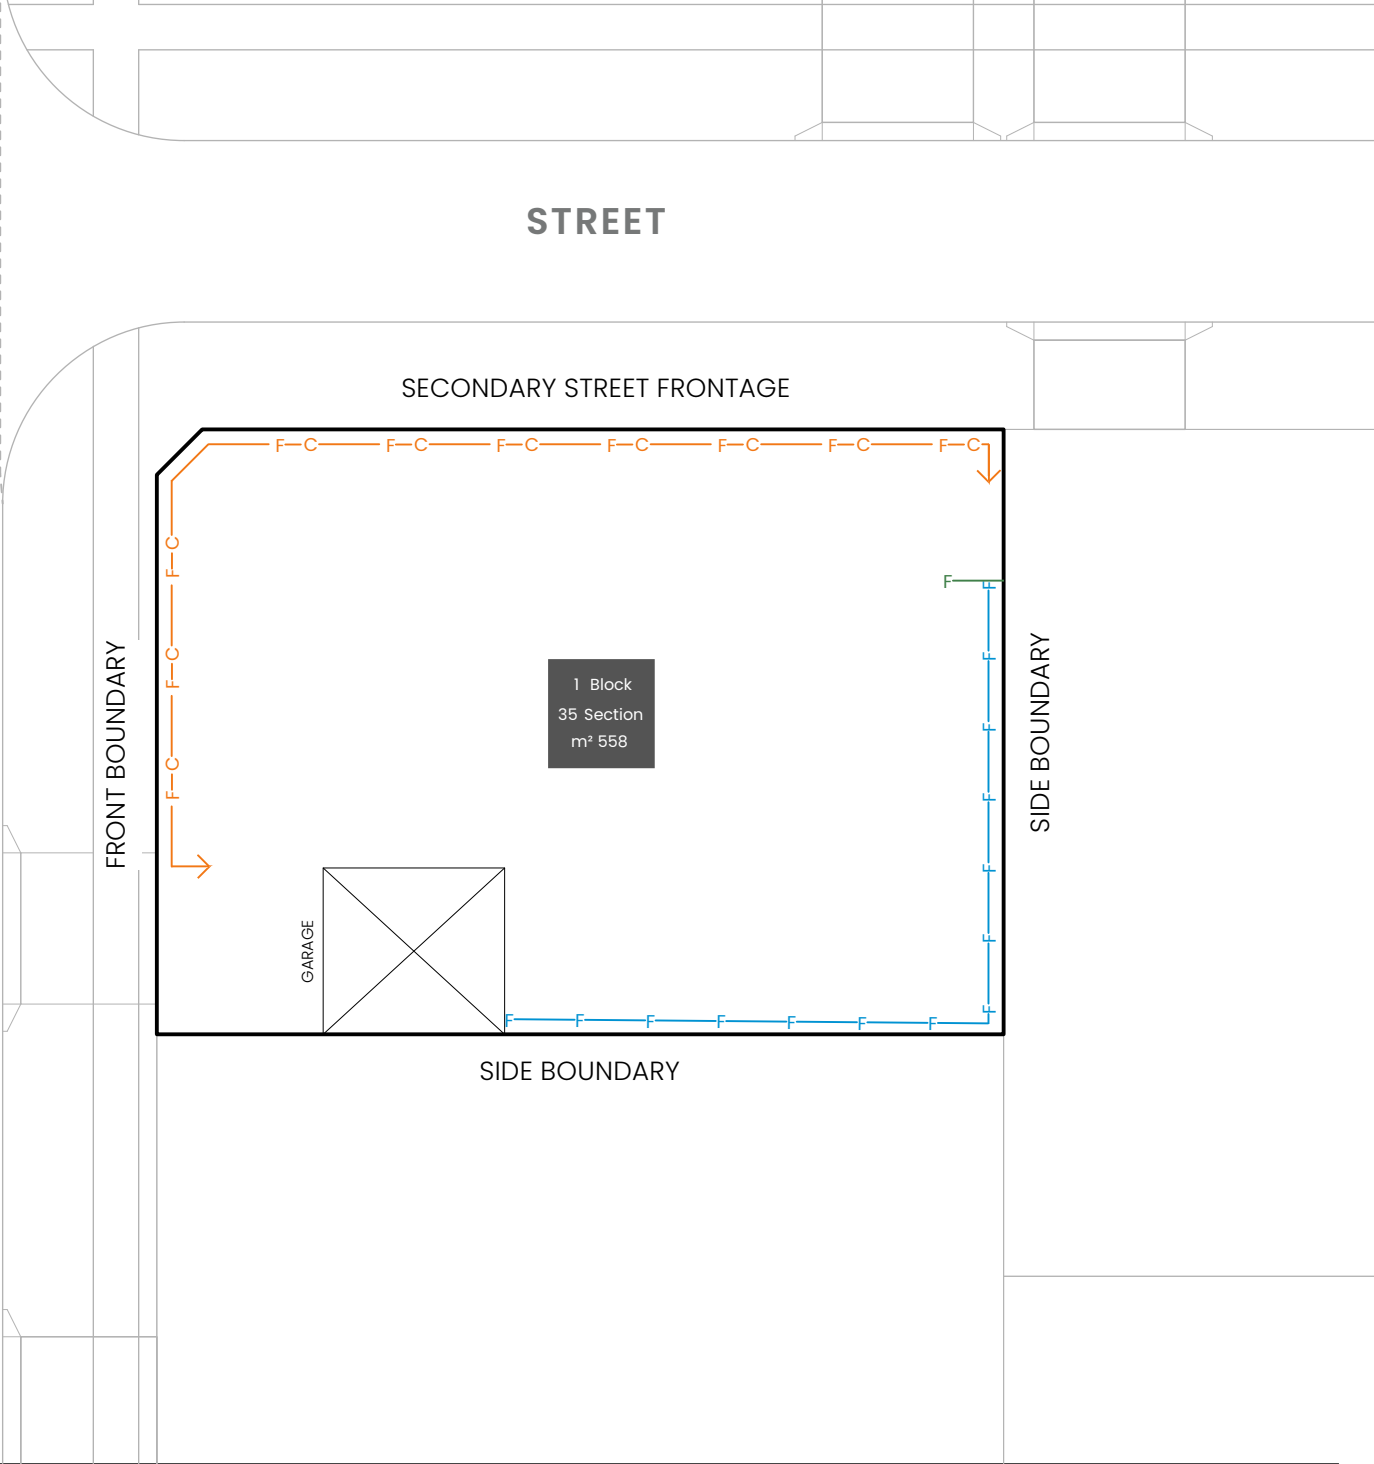 STREET
SECONDARY STREET FRONTAGE
F C F C F C F C F C F C F C
C
F
C
F
C
F
F
F
F
F
F
F
F
F
FRONT BOUNDARY
SIDE BOUNDARY
1 Block
35 Section
m² 558
GARAGE
F F F F F F F
SIDE BOUNDARY